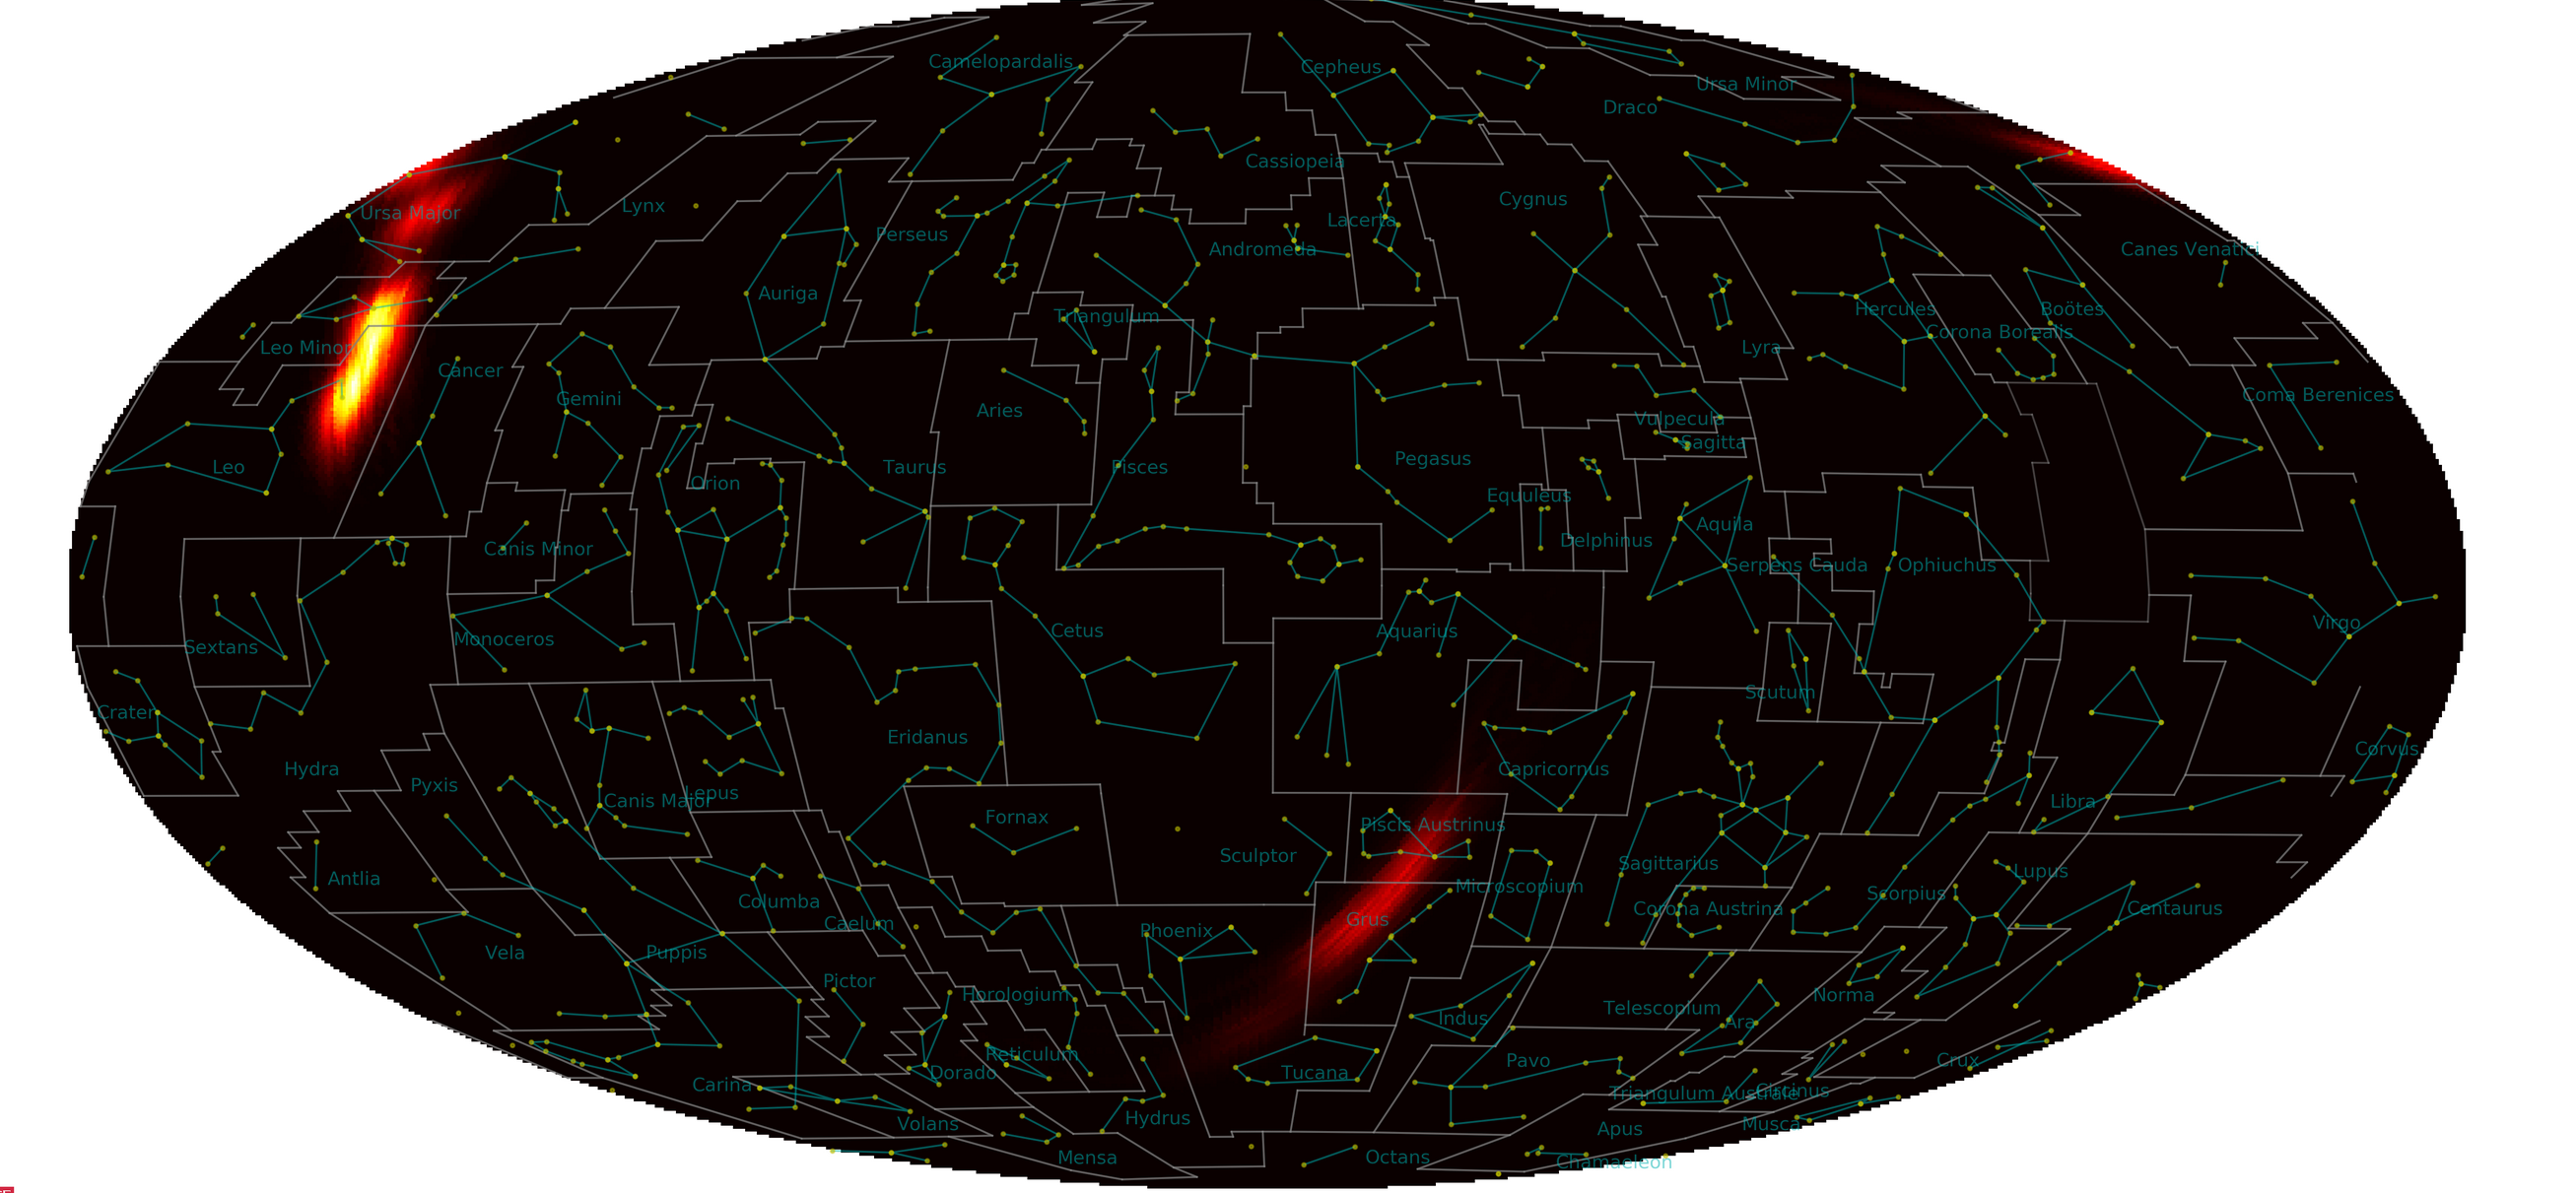 Camelopardalis
Cepheus
Ursa Minor
Draco
Cassiopeia
Ursa Major
Lynx
Cygnus
Lacerta
Perseus
Andromeda
Canes Venatici
Auriga
Triangulum
Hercules
Boötes
Corona Borealis
Leo Minor
Lyra
Cancer
Gemini
Coma Berenices
Aries
Vulpecula
Sagitta
Leo
Taurus
Pisces
Pegasus
Orion
Equuleus
Aquila
Canis Minor
Delphinus
Serpens Cauda
Ophiuchus
Virgo
Cetus
Aquarius
Monoceros
Sextans
Scutum
Crater
Eridanus
Corvus
Hydra
Capricornus
Pyxis
Lepus
Canis Major
Libra
Fornax
Piscis Austrinus
Sculptor
Sagittarius
Lupus
Antlia
Microscopium
Scorpius
Columba
Corona Austrina
Centaurus
Caelum
Grus
Phoenix
Vela
Puppis
Pictor
Horologium
Norma
Telescopium
Indus
Ara
Reticulum
Pavo
Crux
Dorado
Tucana
Carina
Triangulum Australe
Circinus
Hydrus
Volans
Apus
Musca
Mensa
Octans
Chamaeleon